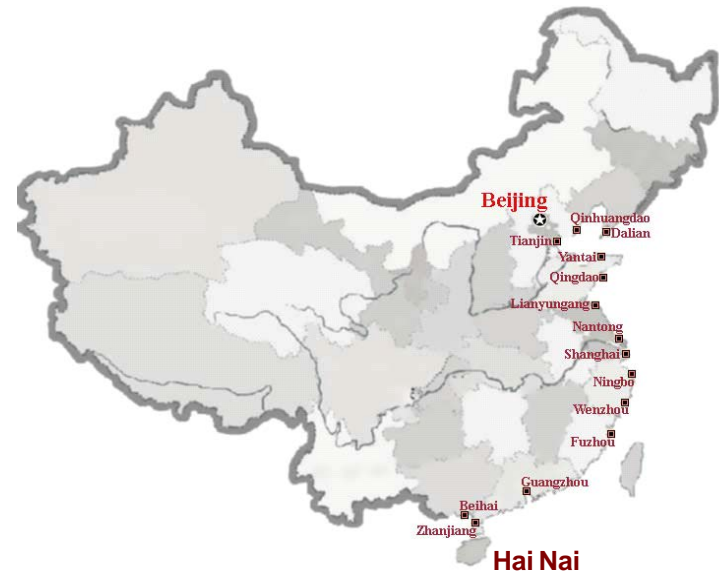 Beijing
Qinhuangdao
Tianjin
Dalian
Yantai
Qingdao
Lianyungang
Nantong
Shanghai
Ningbo
Wenzhou
Fuzhou
Guangzhou
Beihai
Zhanjiang
Hai Nai